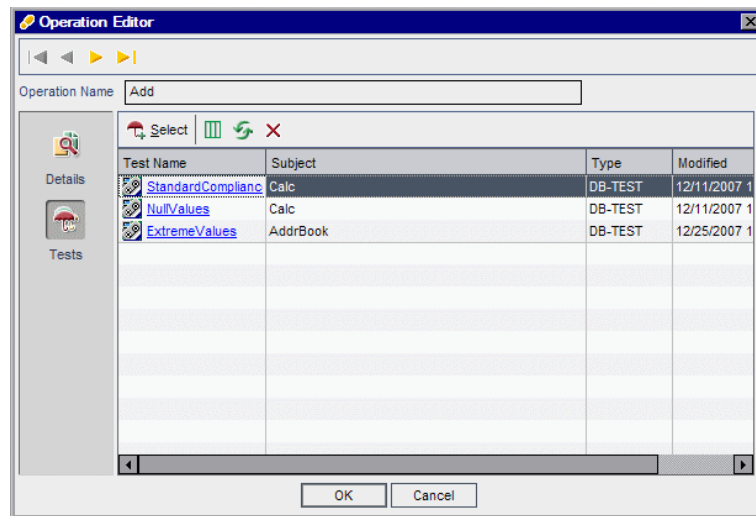 Operation Editor
Operation Name Add
Select
Details
Tests
Test Name Subject Type Modified
StandardComplianc Calc DB-TEST 12/11/2007 1
NullValues Calc DB-TEST 12/11/2007 1
ExtremeValues AddrBook DB-TEST 12/25/2007 1
OK Cancel